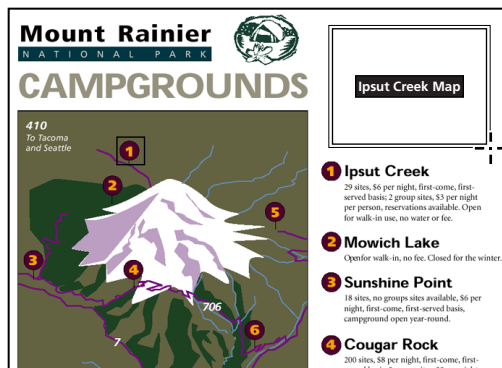 Mount Rainier
NATIONAL PARK
CAMPGROUNDS
410
To Tacoma
and Seattle
1
2
3
4
5
6
706
7
Ipsut Creek Map
1 Ipsut Creek
29 sites, $6 per night, first-come, first-
served basis; 2 group sites, $3 per night
per person, reservations available. Open
for walk-in use, no water or fee.
2 Mowich Lake
Openfor walk-in, no fee. Closed for the winter.
3 Sunshine Point
18 sites, no groups sites available, $6 per
night, first-come, first-served basis,
campground open year-round.
4 Cougar Rock
200 sites, $8 per night, first-come, first-